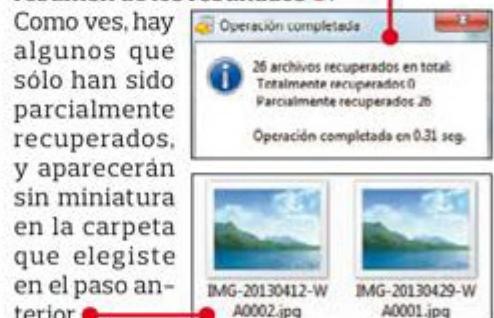 Como ves, hay
algunos que
sólo han sido
parcialmente
recuperados,
y aparecerán
sin miniatura
en la carpeta
que elegiste
en el paso an-
terior
Operación completada
26 archivos recuperados en total:
Totalmente recuperados 0
Parcialmente recuperados 26
Operación completada en 0.31 seg.
IMG-20130412-W
A0002.jpg
IMG-20130429-W
A0001.jpg